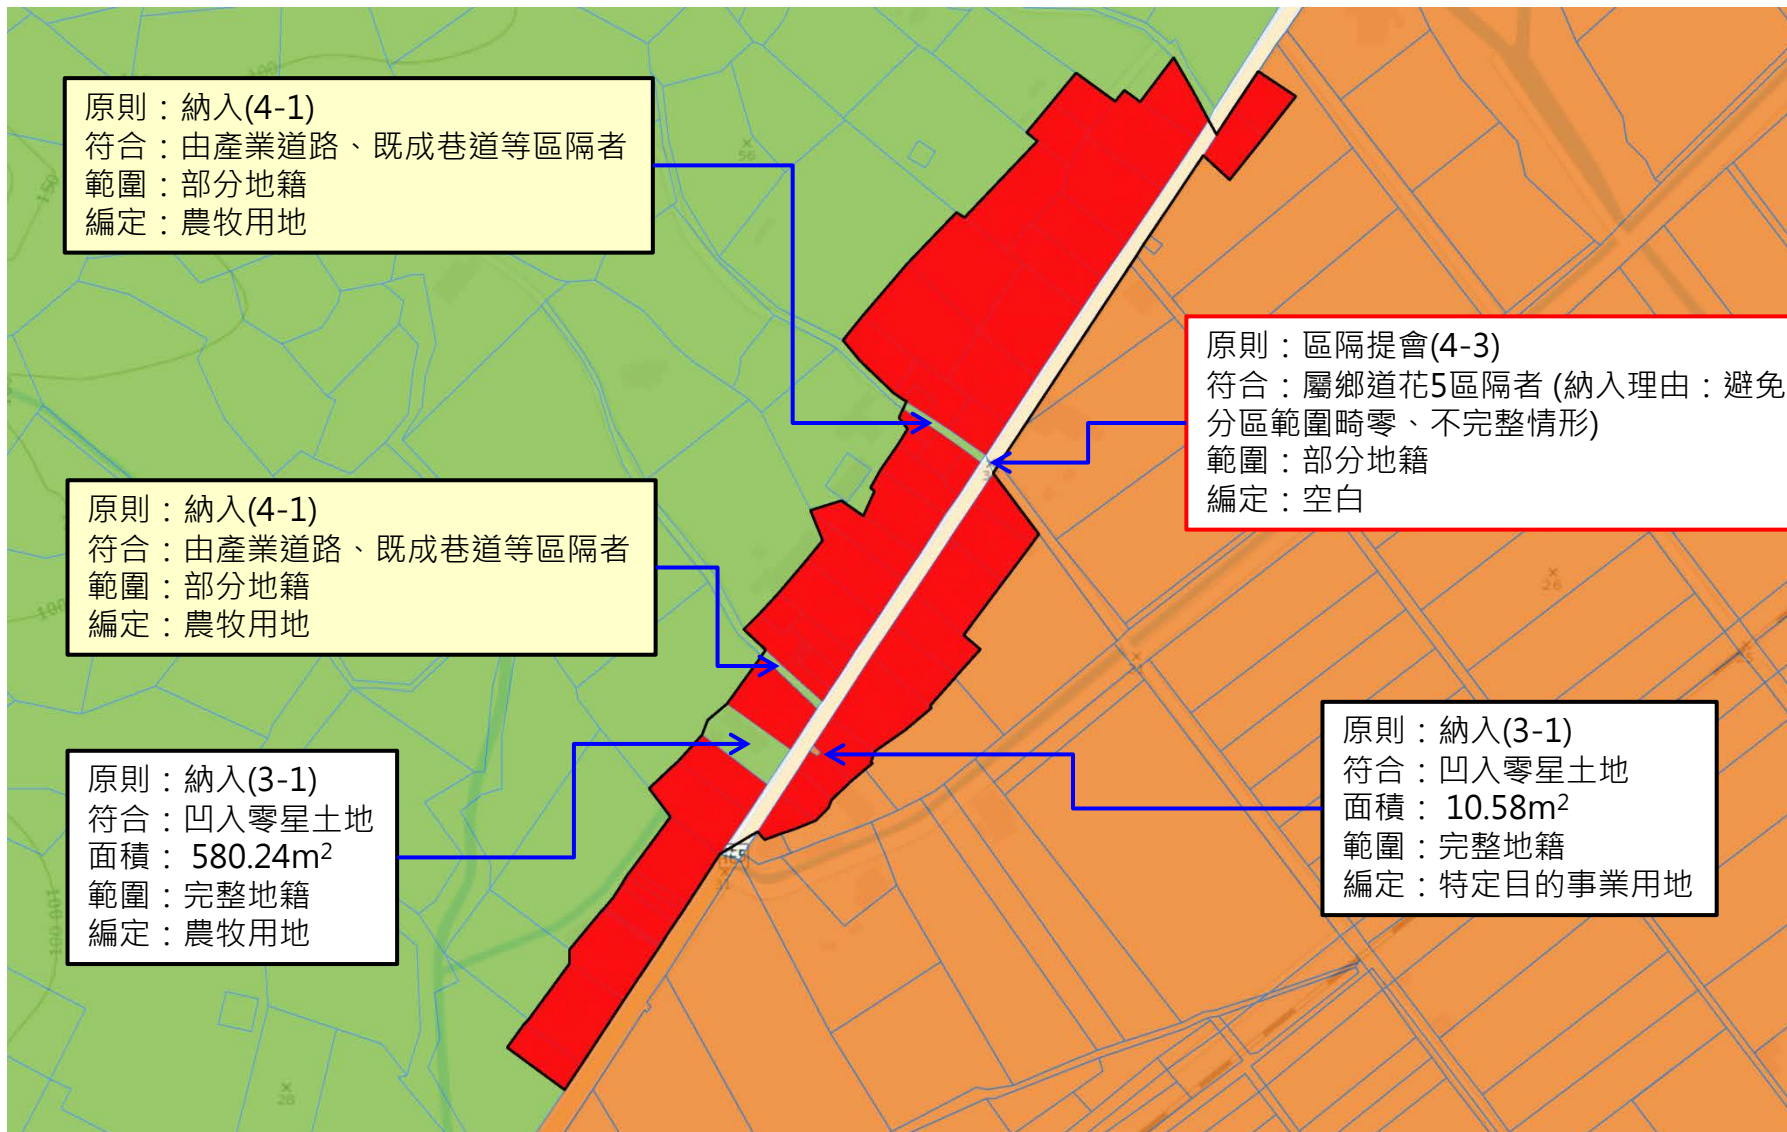 原則：納入(4-1)
符合：由產業道路、既成巷道等區隔者
範圍：部分地籍
編定：農牧用地
原則：區隔提會(4-3)
符合：屬鄉道花5區隔者 (納入理由：避免
分區範圍畸零、不完整情形)
範圍：部分地籍
編定：空白
原則：納入(4-1)
符合：由產業道路、既成巷道等區隔者
範圍：部分地籍
編定：農牧用地
原則：納入(3-1)
符合：凹入零星土地
面積： 10.58m²
範圍：完整地籍
編定：特定目的事業用地
原則：納入(3-1)
符合：凹入零星土地
面積： 580.24m²
範圍：完整地籍
編定：農牧用地
100
56
150
100
26
31
28